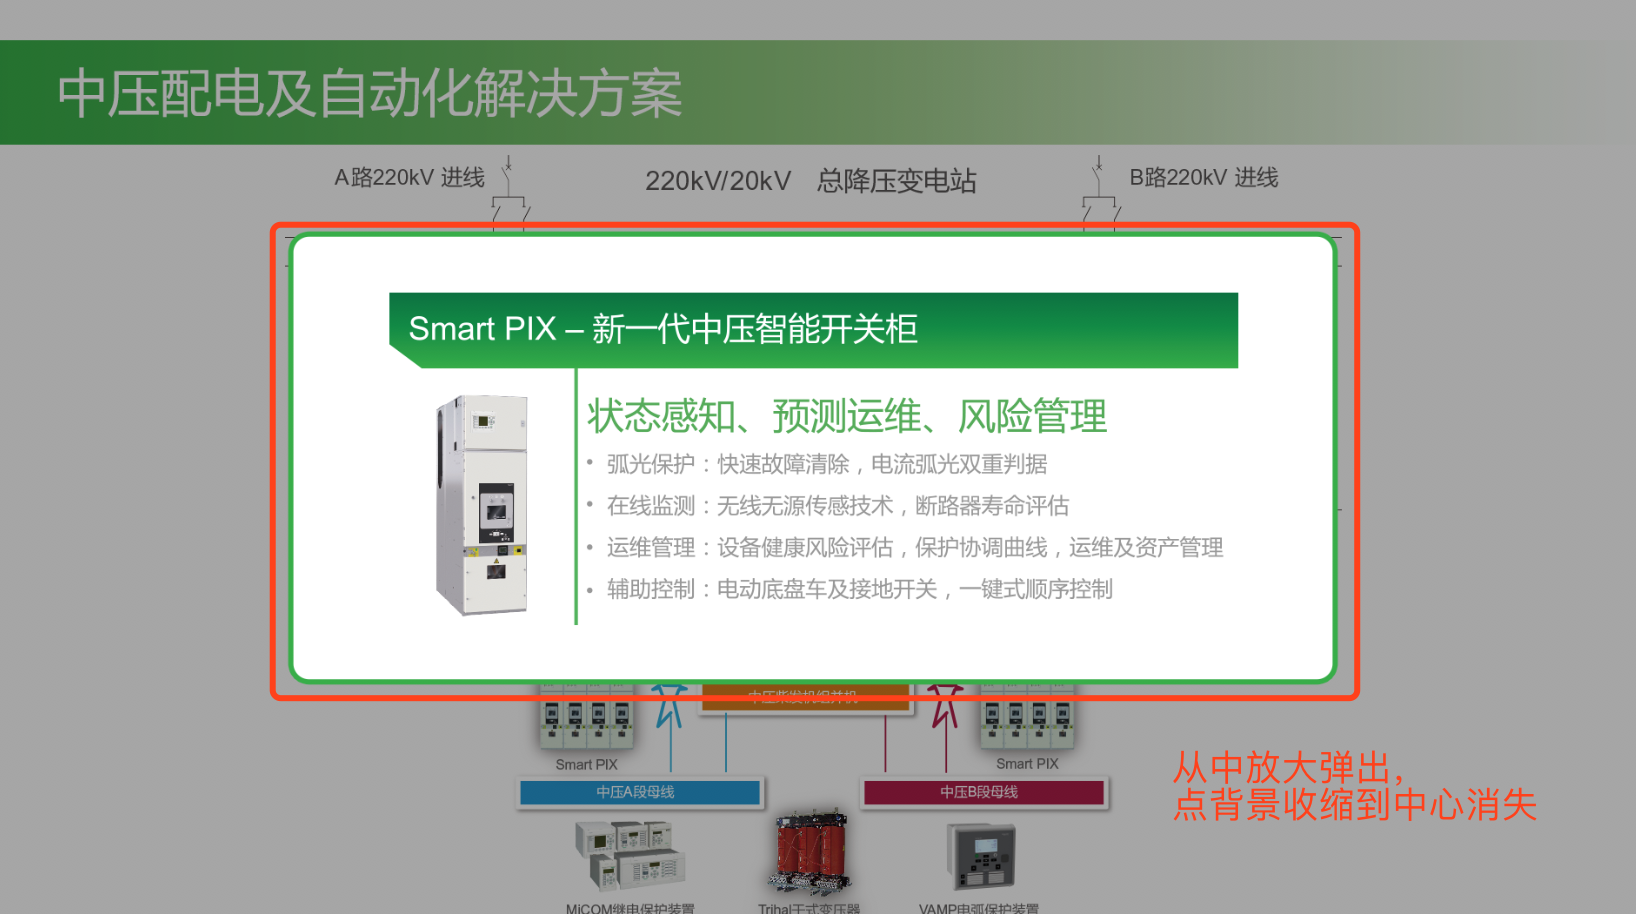 中压配电及自动化解决方案
A路220kV 进线
220kV/20kV 总降压变电站
B路220kV 进线
Smart PIX – 新一代中压智能开关柜
状态感知、预测运维、风险管理
• 弧光保护：快速故障清除，电流弧光双重判据
• 在线监测：无线无源传感技术，断路器寿命评估
• 运维管理：设备健康风险评估，保护协调曲线，运维及资产管理
• 辅助控制：电动底盘车及接地开关，一键式顺序控制
中压柴发机组并机
Smart PIX
Smart PIX
从中放大弹出，
点背景收缩到中心消失
中压A段母线
中压B段母线
MiCOM继电保护装置
Trihal干式变压器
VAMP电弧保护装置